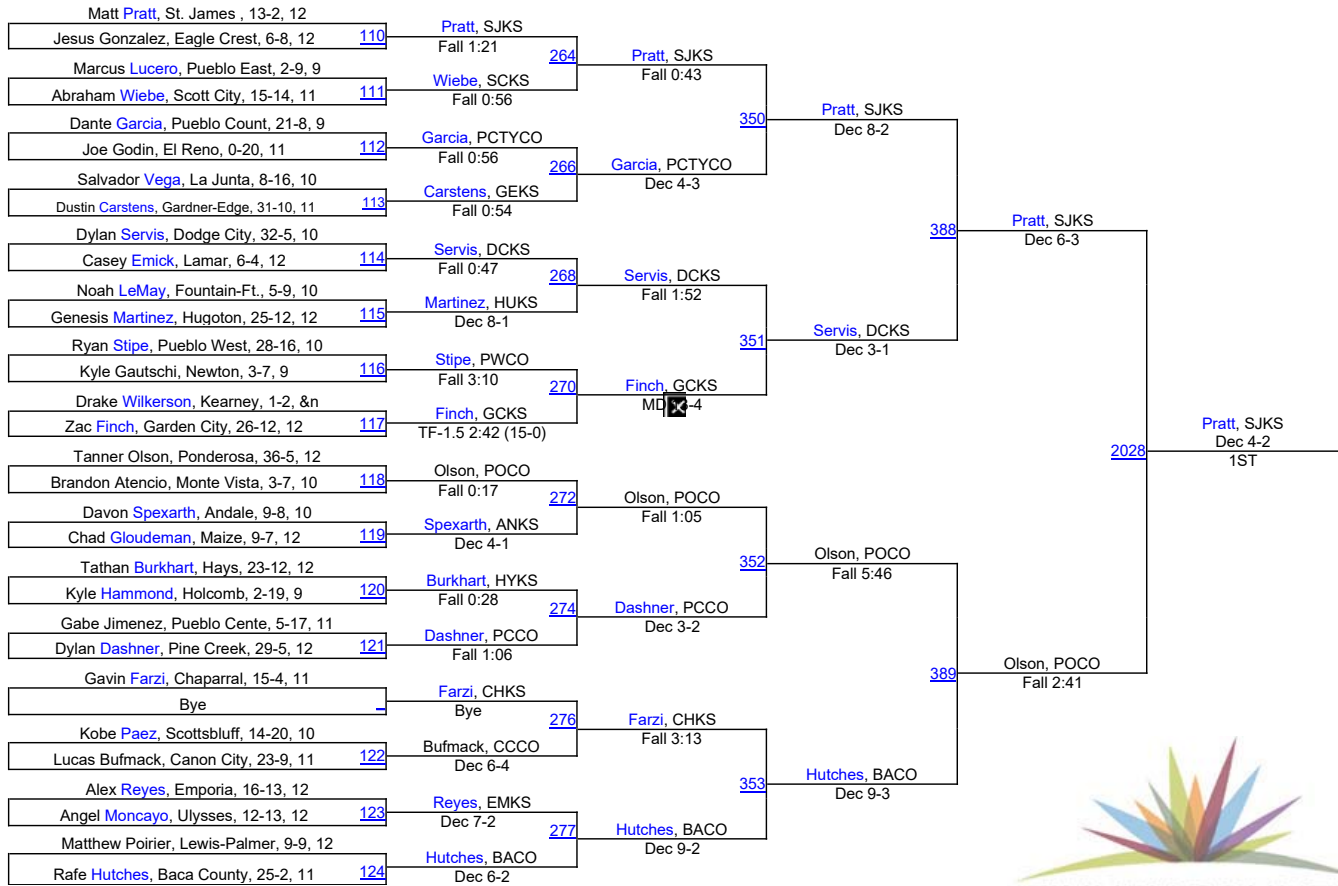 Matt Pratt, St. James , 13-2, 12
Jesus Gonzalez, Eagle Crest, 6-8, 12
110
Marcus Lucero, Pueblo East, 2-9, 9
Abraham Wiebe, Scott City, 15-14, 11
111
Dante Garcia, Pueblo Count, 21-8, 9
Joe Godin, El Reno, 0-20, 11
112
Salvador Vega, La Junta, 8-16, 10
Dustin Carstens, Gardner-Edge, 31-10, 11
113
Dylan Servis, Dodge City, 32-5, 10
Casey Emick, Lamar, 6-4, 12
114
Noah LeMay, Fountain-Ft., 5-9, 10
Genesis Martinez, Hugoton, 25-12, 12
115
Ryan Stipe, Pueblo West, 28-16, 10
Kyle Gautschi, Newton, 3-7, 9
116
Drake Wilkerson, Kearney, 1-2, &n
Zac Finch, Garden City, 26-12, 12
117
Tanner Olson, Ponderosa, 36-5, 12
Brandon Atencio, Monte Vista, 3-7, 10
118
Davon Spexarth, Andale, 9-8, 10
Chad Gloudeman, Maize, 9-7, 12
119
Tathan Burkhart, Hays, 23-12, 12
Kyle Hammond, Holcomb, 2-19, 9
120
Gabe Jimenez, Pueblo Cente, 5-17, 11
Dylan Dashner, Pine Creek, 29-5, 12
121
Gavin Farzi, Chaparral, 15-4, 11
Bye
Kobe Paez, Scottsbluff, 14-20, 10
Lucas Bufmack, Canon City, 23-9, 11
122
Alex Reyes, Emporia, 16-13, 12
Angel Moncayo, Ulysses, 12-13, 12
123
Matthew Poirier, Lewis-Palmer, 9-9, 12
Rafe Hutches, Baca County, 25-2, 11
124
Pratt, SJKS
Fall 1:21
264
Wiebe, SCKS
Fall 0:56
Garcia, PCTYCO
Fall 0:56
266
Carstens, GEKS
Fall 0:54
Servis, DCKS
Fall 0:47
268
Martinez, HUKS
Dec 8-1
Stipe, PWCO
Fall 3:10
270
Finch, GCKS
TF-1.5 2:42 (15-0)
Olson, POCO
Fall 0:17
272
Spexarth, ANKS
Dec 4-1
Burkhart, HYKS
Fall 0:28
274
Dashner, PCCO
Fall 1:06
Farzi, CHKS
Bye
276
Bufmack, CCCO
Dec 6-4
Reyes, EMKS
Dec 7-2
277
Hutches, BACO
Dec 6-2
Pratt, SJKS
Fall 0:43
350
Garcia, PCTYCO
Dec 4-3
Servis, DCKS
Fall 1:52
351
Finch, GCKS
MD
Olson, POCO
Fall 1:05
352
Dashner, PCCO
Dec 3-2
Farzi, CHKS
Fall 3:13
353
Hutches, BACO
Dec 9-2
Pratt, SJKS
Dec 8-2
388
Servis, DCKS
Dec 3-1
Olson, POCO
Fall 5:46
389
Hutches, BACO
Dec 9-3
Pratt, SJKS
Dec 6-3
2028
Olson, POCO
Fall 2:41
Pratt, SJKS
Dec 4-2
1ST